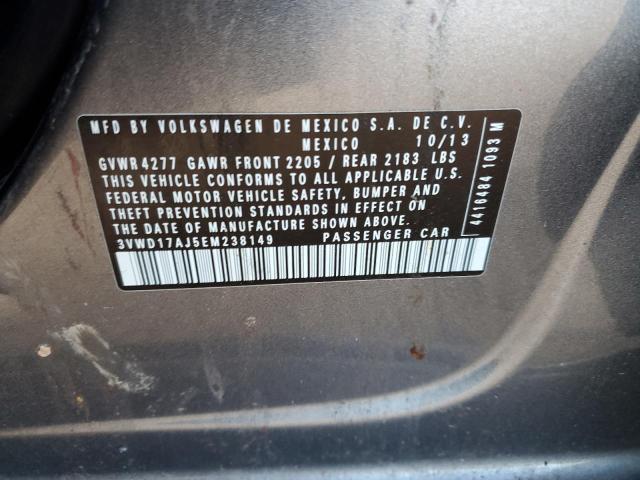 MFD BY VOLKSWAGEN DE MEXICO S.A. DE C.V.
MEXICO 10/13
GVWR 4277 GAWR FRONT 2205 / REAR 2183 LBS
THIS VEHICLE CONFORMS TO ALL APPLICABLE U.S.
FEDERAL MOTOR VEHICLE SAFETY, BUMPER AND
THEFT PREVENTION STANDARDS IN EFFECT ON
THE DATE OF MANUFACTURE SHOWN ABOVE.
3VWD17AJ5EM238149 PASSENGER CAR
4416484 1093 M